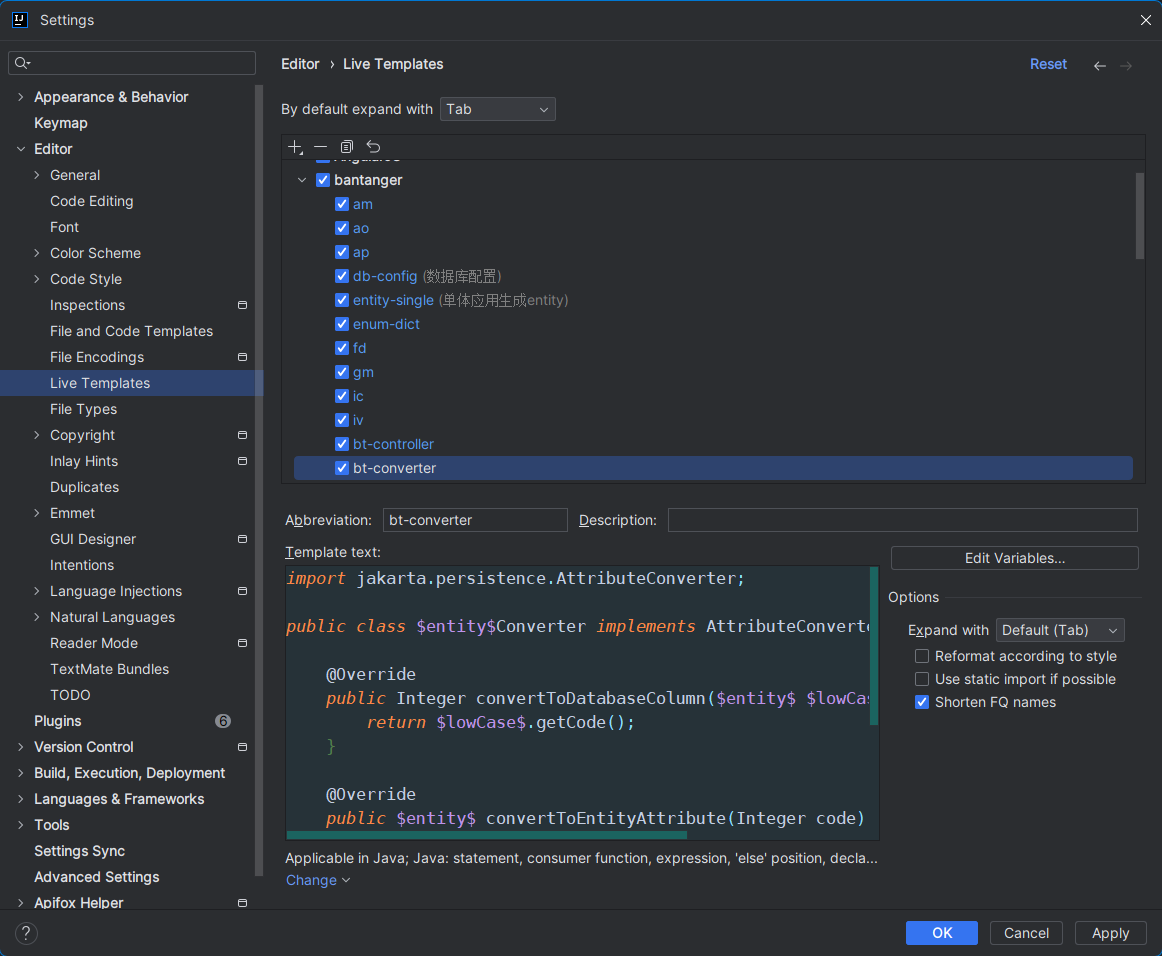 Settings
Appearance & Behavior
Keymap
Editor
General
Code Editing
Font
Color Scheme
Code Style
Inspections
File and Code Templates
File Encodings
Live Templates
File Types
Copyright
Inlay Hints
Duplicates
Emmet
GUI Designer
Intentions
Language Injections
Natural Languages
Reader Mode
TextMate Bundles
TODO
Plugins 6
Version Control
Build, Execution, Deployment
Languages & Frameworks
Tools
Settings Sync
Advanced Settings
Apifox Helper
Editor › Live Templates
Reset
By default expand with Tab
bantanger
am
ao
ap
db-config (数据库配置)
entity-single (单体应用生成entity)
enum-dict
fd
gm
ic
iv
bt-controller
bt-converter
Abbreviation: bt-converter Description:
Template text:
import jakarta.persistence.AttributeConverter;
public class $entity$Converter implements AttributeConverte
@Override
public Integer convertToDatabaseColumn($entity$ $lowCas
return $lowCase$.getCode();
}
@Override
public $entity$ convertToEntityAttribute(Integer code)
Edit Variables...
Options
Expand with Default (Tab)
Reformat according to style
Use static import if possible
Shorten FQ names
Applicable in Java; Java: statement, consumer function, expression, 'else' position, decla...
Change
?
OK Cancel Apply